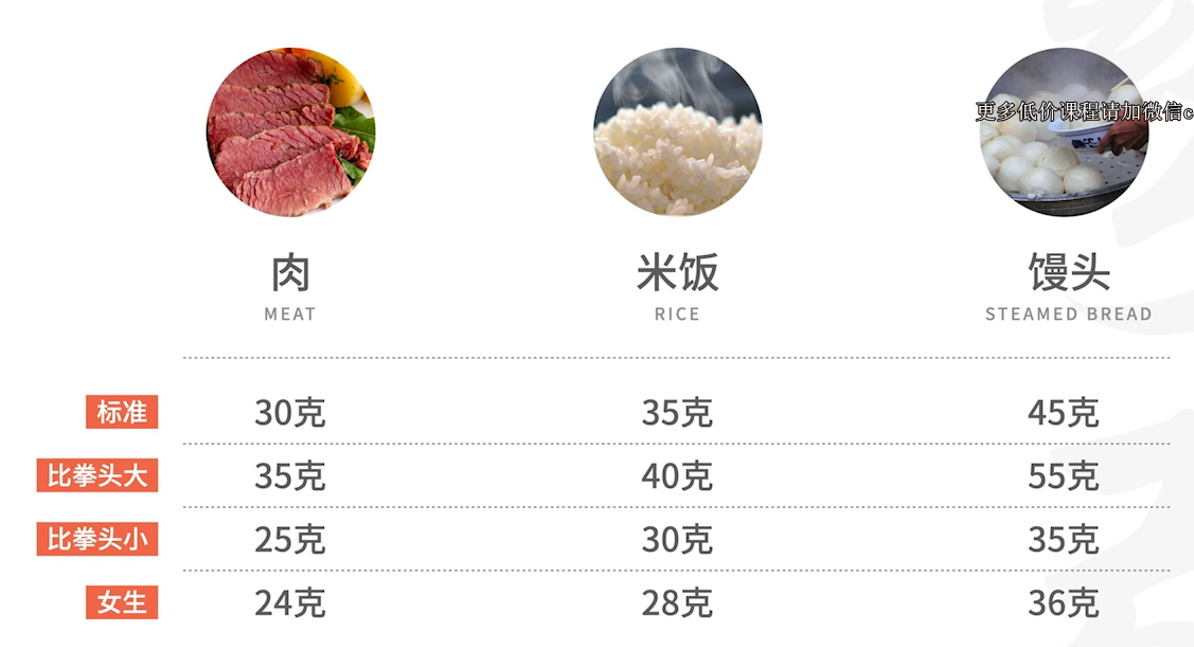 更多低价课程请加微信c
肉 米饭 馒头
MEAT RICE STEAMED BREAD
标准 30克 35克 45克
比拳头大 35克 40克 55克
比拳头小 25克 30克 35克
女生 24克 28克 36克